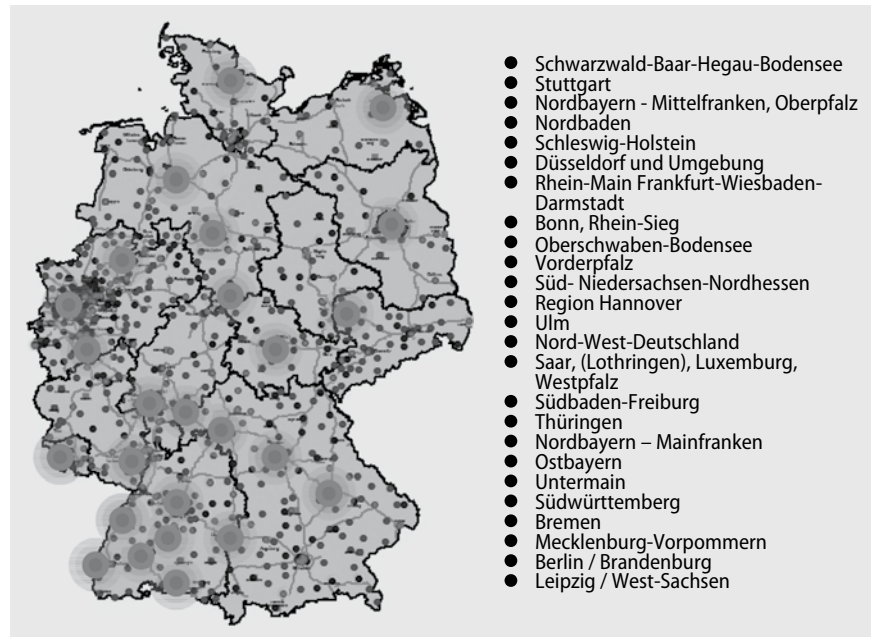 ● Schwarzwald-Baar-Hegau-Bodensee
● Stuttgart
● Nordbayern - Mittelfranken, Oberpfalz
● Nordbaden
● Schleswig-Holstein
● Düsseldorf und Umgebung
● Rhein-Main Frankfurt-Wiesbaden-
Darmstadt
● Bonn, Rhein-Sieg
● Oberschwaben-Bodensee
● Vorderpfalz
● Süd- Niedersachsen-Nordhessen
● Region Hannover
● Ulm
● Nord-West-Deutschland
● Saar, (Lothringen), Luxemburg,
Westpfalz
● Südbaden-Freiburg
● Thüringen
● Nordbayern – Mainfranken
● Ostbayern
● Untermain
● Südwürttemberg
● Bremen
● Mecklenburg-Vorpommern
● Berlin / Brandenburg
● Leipzig / West-Sachsen